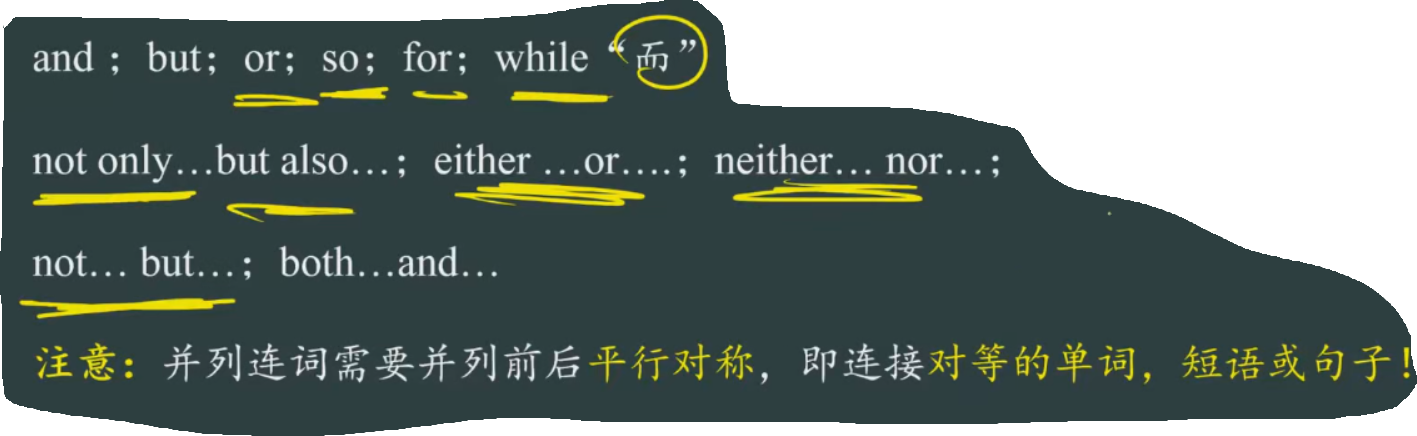 and ；but；or；so；for；while “而”
not only…but also…；either …or….；neither… nor…；
not… but…；both…and…
注意：并列连词需要并列前后平行对称，即连接对等的单词，短语或句子！